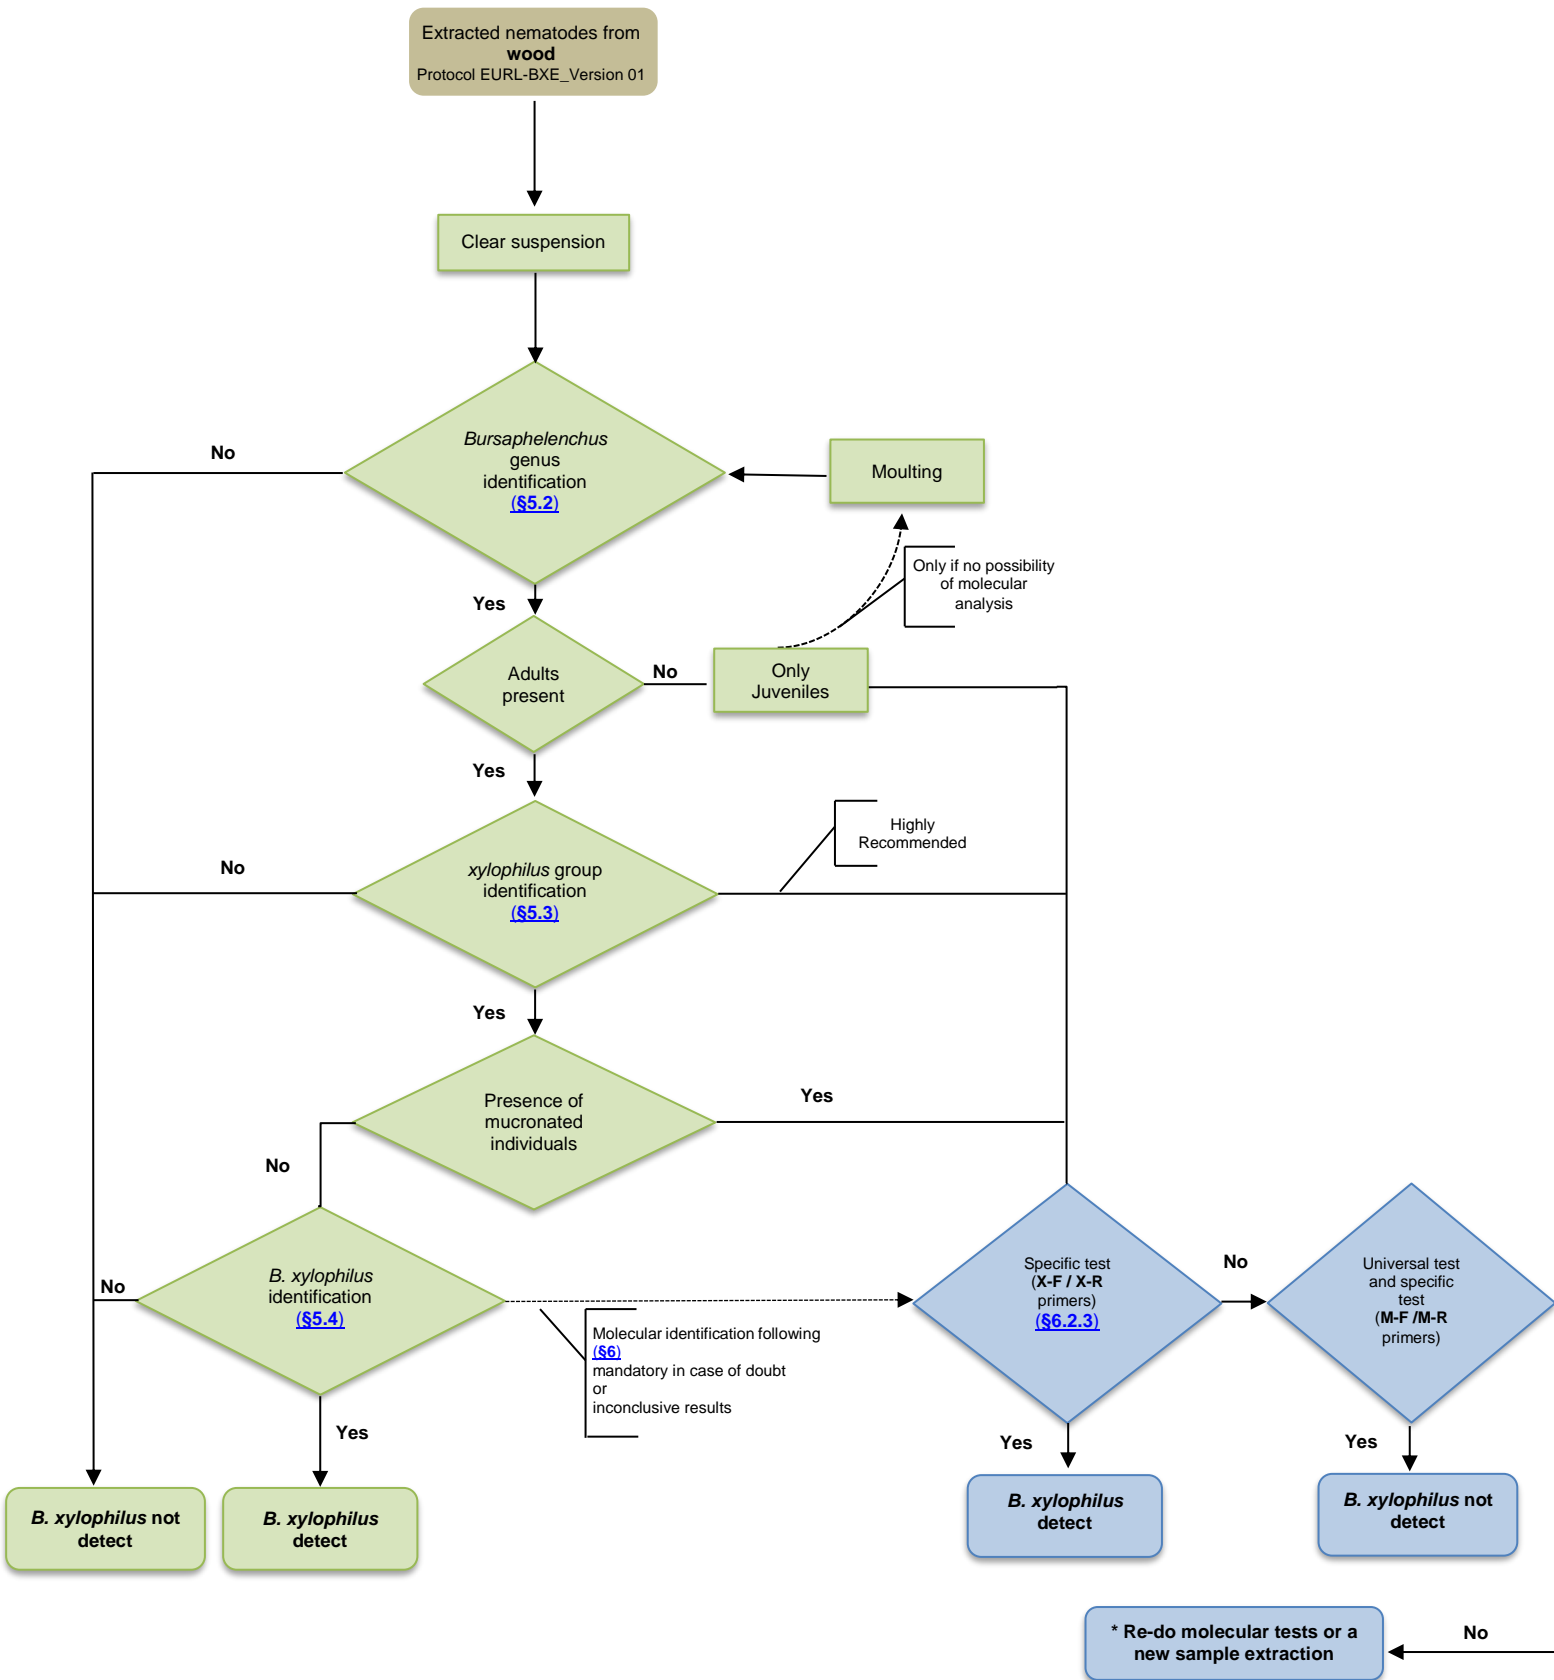 Extracted nematodes from
wood
Protocol EURL-BXE_Version 01
Clear suspension
Bursaphelenchus
genus
identification
(§5.2)
No
Moulting
Only if no possibility
of molecular
analysis
Yes
Adults
present
No
Only
Juveniles
Yes
Highly
Recommended
xylophilus group
identification
(§5.3)
No
Yes
Presence of
mucronated
individuals
Yes
No
B. xylophilus
identification
(§5.4)
No
Molecular identification following
(§6)
mandatory in case of doubt
or
inconclusive results
Specific test
(X-F / X-R
primers)
(§6.2.3)
No
Universal test
and specific
test
(M-F /M-R
primers)
Yes
Yes
Yes
B. xylophilus not
detect
B. xylophilus
detect
B. xylophilus
detect
B. xylophilus not
detect
* Re-do molecular tests or a
new sample extraction
No